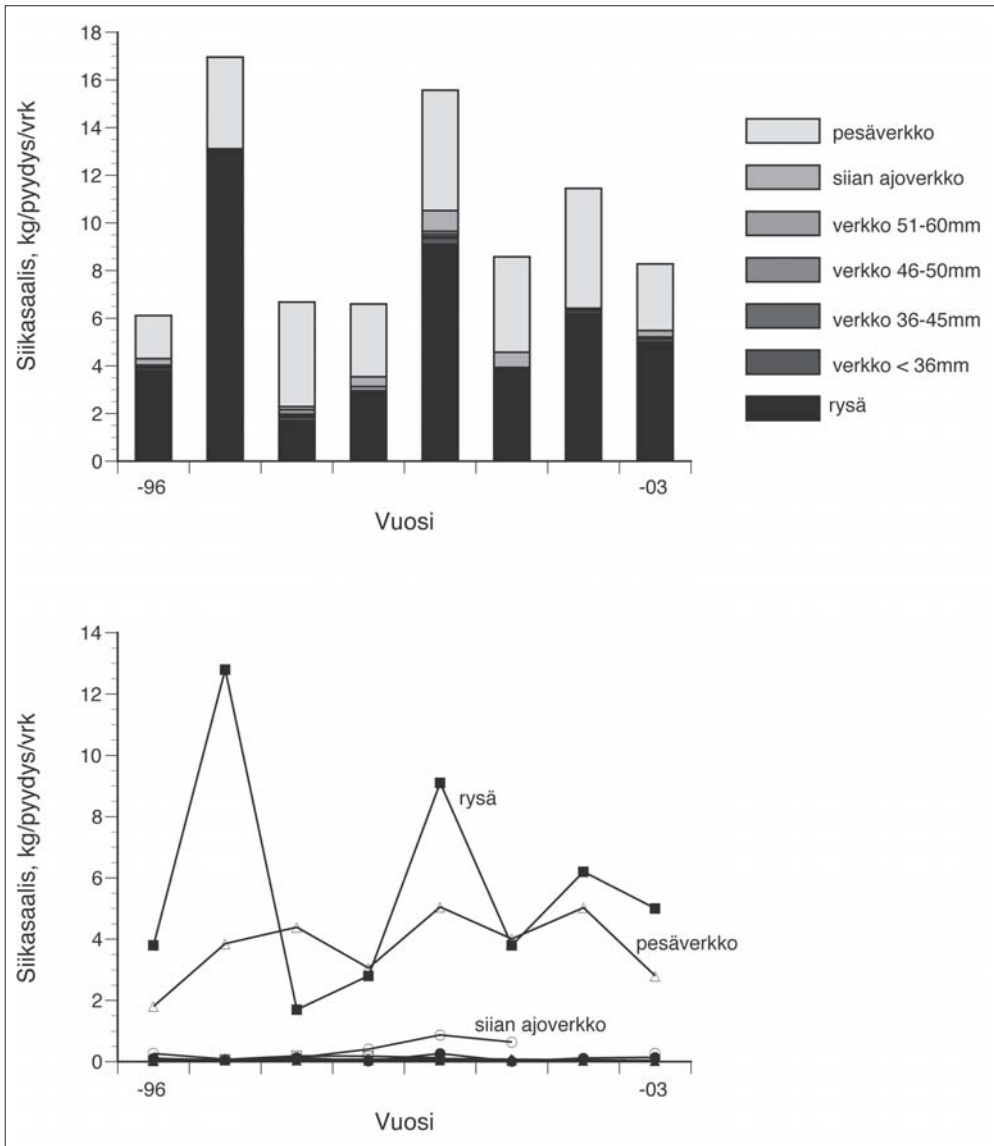 Siikasaalis, kg/pyydys/vrk
18
16
14
12
10
8
6
4
2
0
-96
-03
Vuosi
pesäverkko
siian ajoverkko
verkko 51-60mm
verkko 46-50mm
verkko 36-45mm
verkko < 36mm
rysä
Siikasaalis, kg/pyydys/vrk
14
12
10
8
6
4
2
0
rysä
pesäverkko
siian ajoverkko
-96
-03
Vuosi